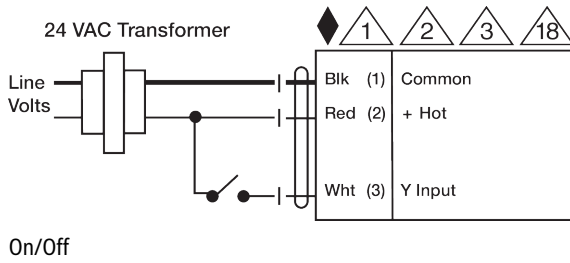 24 VAC Transformer
1 2 3 18
Line
Volts
Blk (1) Common
Red (2) + Hot
Wht (3) Y Input
On/Off